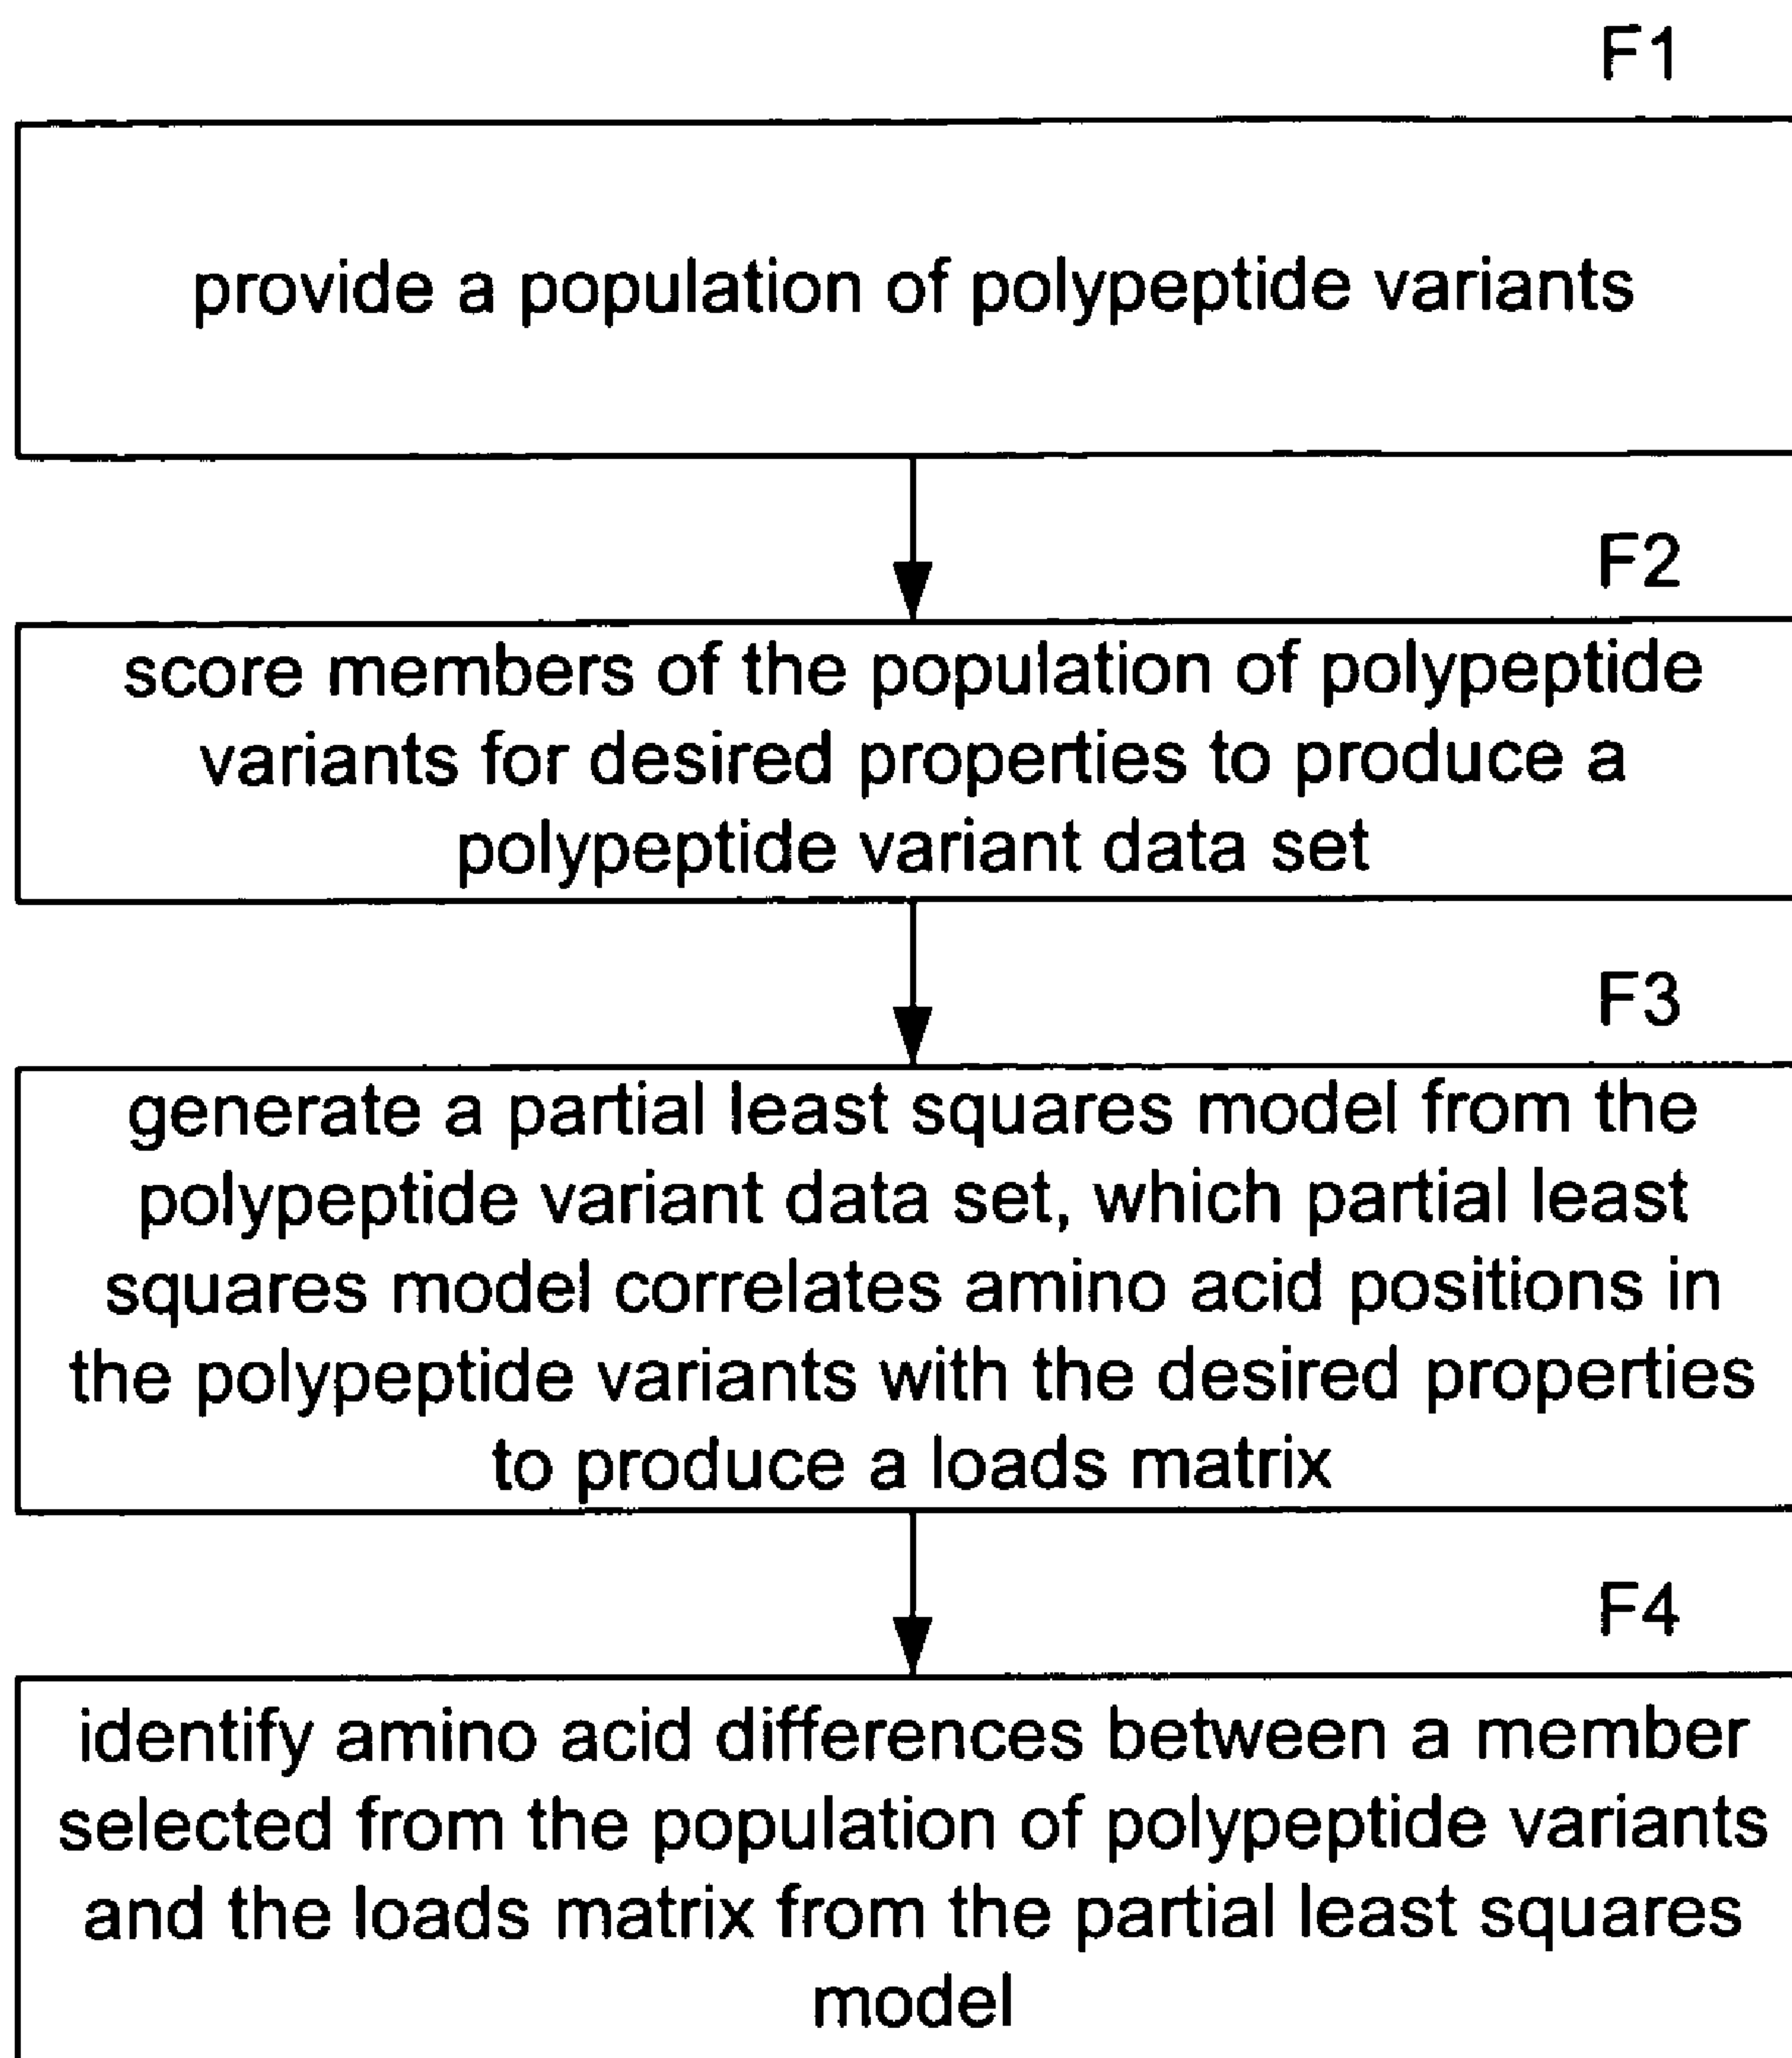 F1
provide a population of polypeptide variants
F2
score members of the population of polypeptide
variants for desired properties to produce a
polypeptide variant data set
F3
generate a partial least squares model from the
polypeptide variant data set, which partial least
squares model correlates amino acid positions in
the polypeptide variants with the desired properties
to produce a loads matrix
F4
identify amino acid differences between a member
selected from the population of polypeptide variants
and the loads matrix from the partial least squares
model